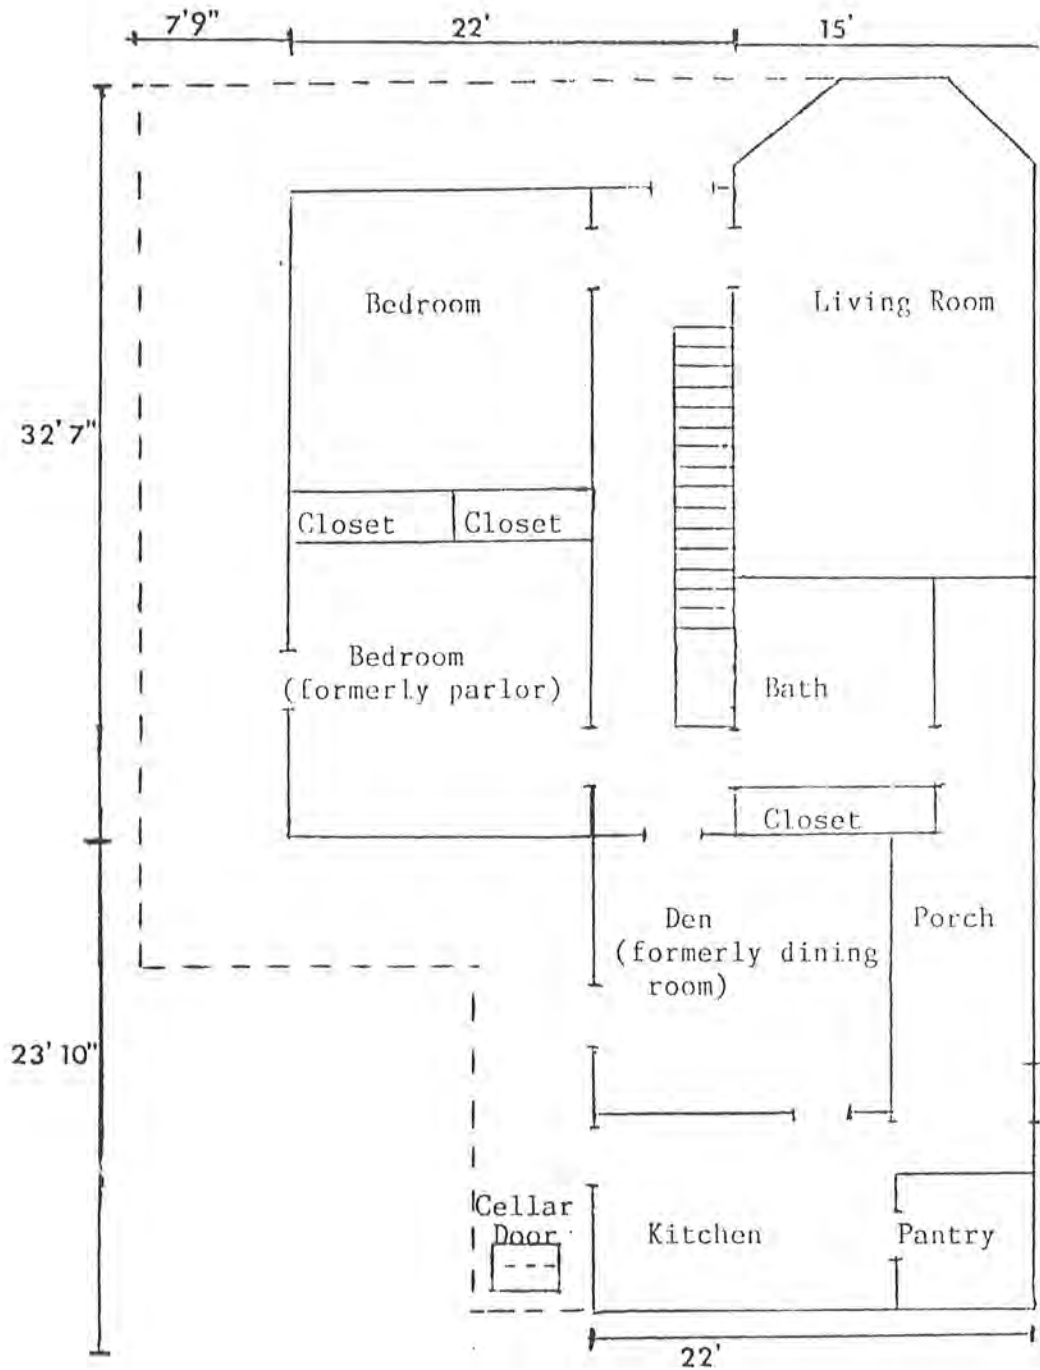 7'9"
22'
15'
Bedroom
Living Room
32'7"
Closet
Closet
Bedroom
(formerly parlor)
Bath
Closet
Den
(formerly dining
room)
Porch
23'10"
Cellar
Door
Kitchen
Pantry
22'